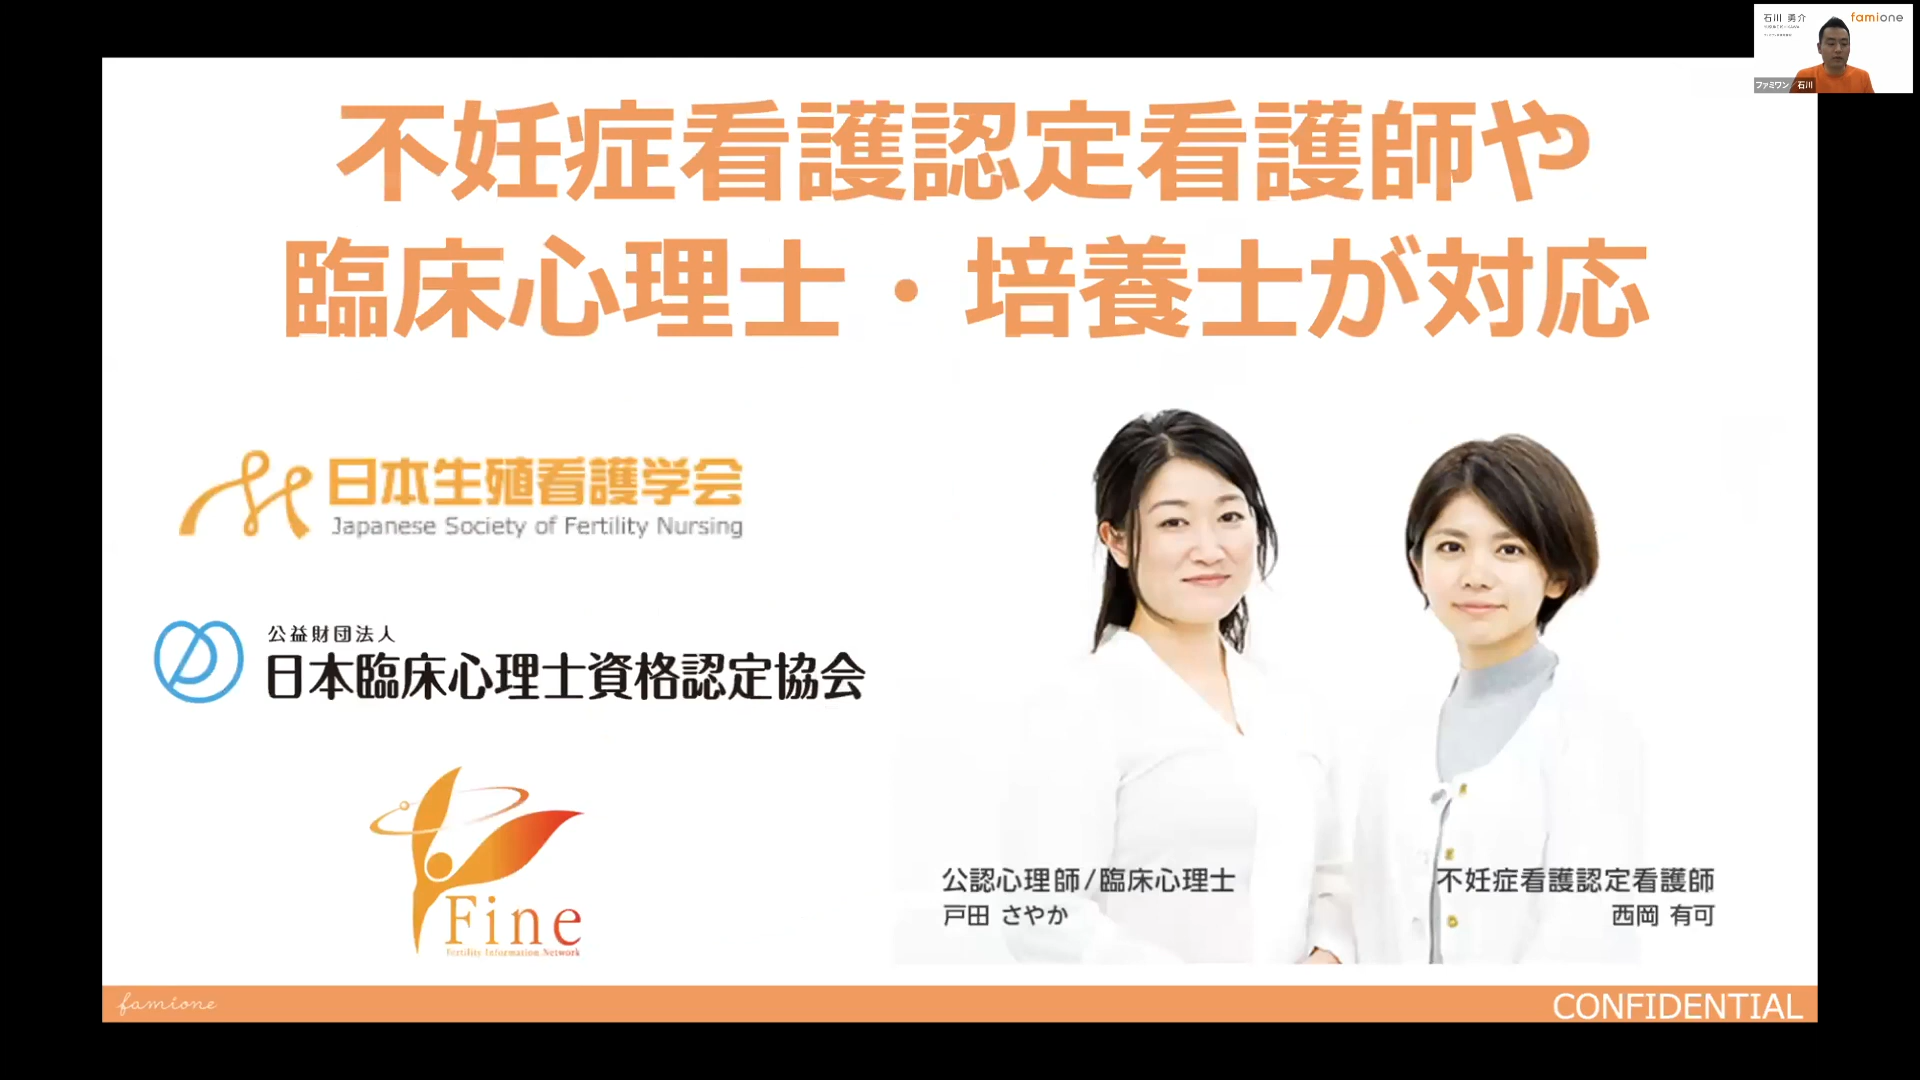 石川 勇介
famione
ファミワン 石川
不妊症看護認定看護師や
臨床心理士・培養士が対応
日本生殖看護学会
Japanese Society of Fertility Nursing
公益財団法人
日本臨床心理士資格認定協会
Fine
Fertility Information Network
公認心理師/臨床心理士
戸田 さやか
不妊症看護認定看護師
西岡 有可
famione
CONFIDENTIAL